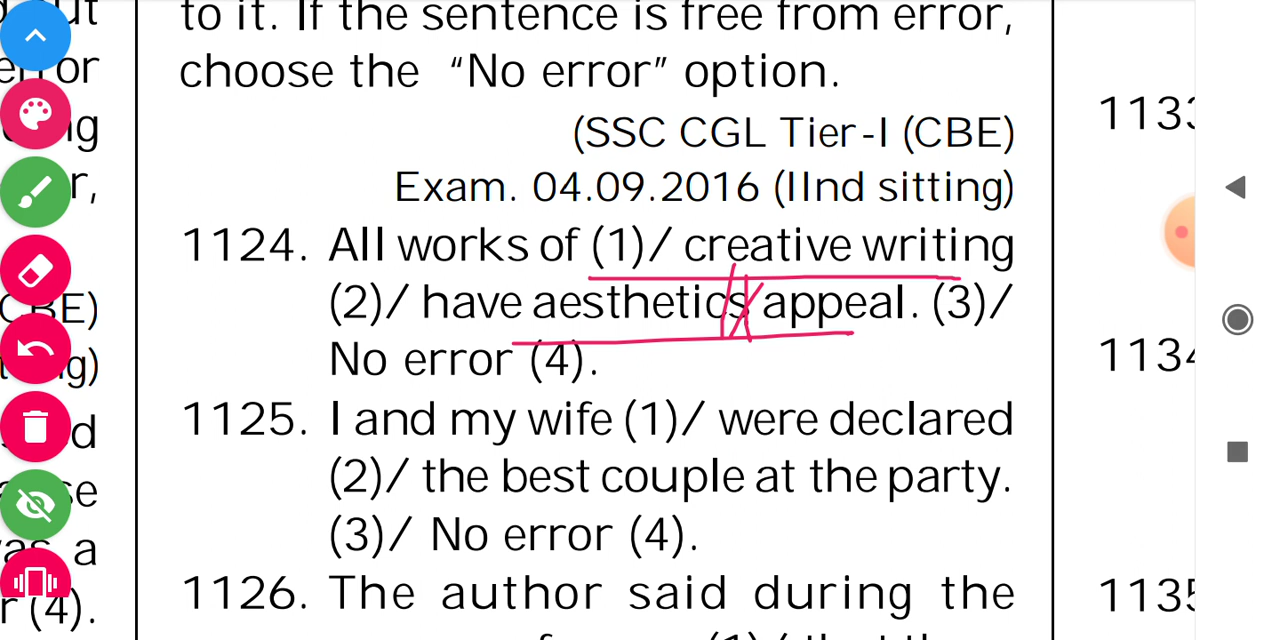 to it. If the sentence is free from error,
choose the “No error” option.
(SSC CGL Tier-I (CBE)
Exam. 04.09.2016 (IInd sitting)
1124. All works of (1)/ creative writing
(2)/ have aesthetics appeal. (3)/
No error (4).
1125. I and my wife (1)/ were declared
(2)/ the best couple at the party.
(3)/ No error (4).
1126. The author said during the
1133
1134
1135